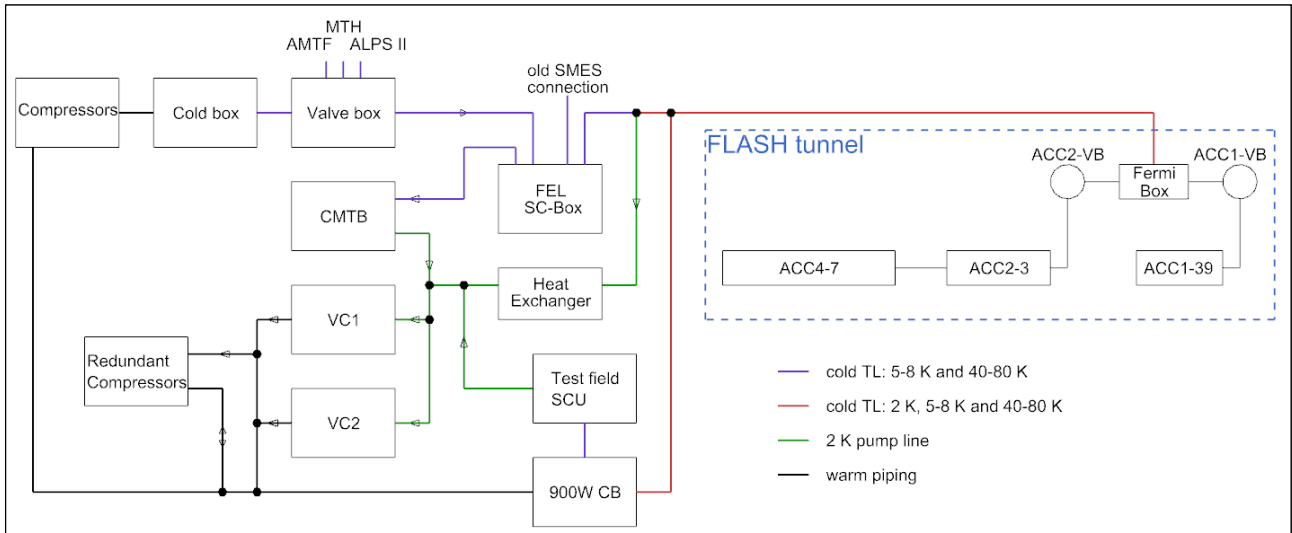 MTH
AMTF
ALPS II
old SMES
connection
Compressors
Cold box
Valve box
FLASH tunnel
ACC2-VB
ACC1-VB
FEL
SC-Box
Fermi
Box
CMTB
ACC4-7
ACC2-3
ACC1-39
Heat
Exchanger
VC1
Redundant
Compressors
Test field
SCU
VC2
900W CB
cold TL: 5-8 K and 40-80 K
cold TL: 2 K, 5-8 K and 40-80 K
2 K pump line
warm piping